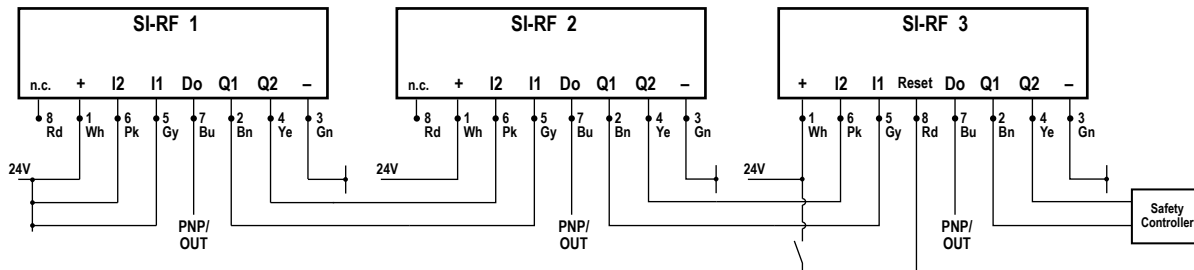 SI-RF 1 SI-RF 2 SI-RF 3
n.c. + I2 I1 Do Q1 Q2 – n.c. + I2 I1 Do Q1 Q2 – + I2 I1 Reset Do Q1 Q2 –
8 1 6 5 7 2 4 3 8 1 6 5 7 2 4 3 1 6 5 8 7 2 4 3
Rd Wh Pk Gy Bu Bn Ye Gn Rd Wh Pk Gy Bu Bn Ye Gn Wh Pk Gy Rd Bu Bn Ye Gn
24V 24V 24V
Safety
Controller
PNP/ PNP/ PNP/
OUT OUT OUT